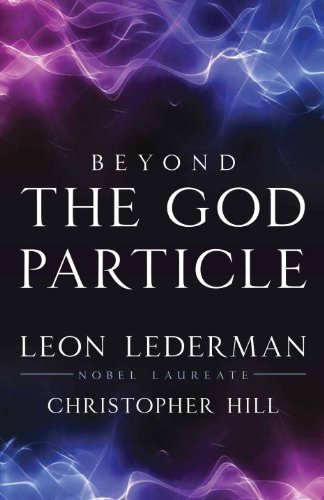 BEYOND
THE GOD
PARTICLE
LEON LEDERMAN
NOBEL LAUREATE
CHRISTOPHER HILL